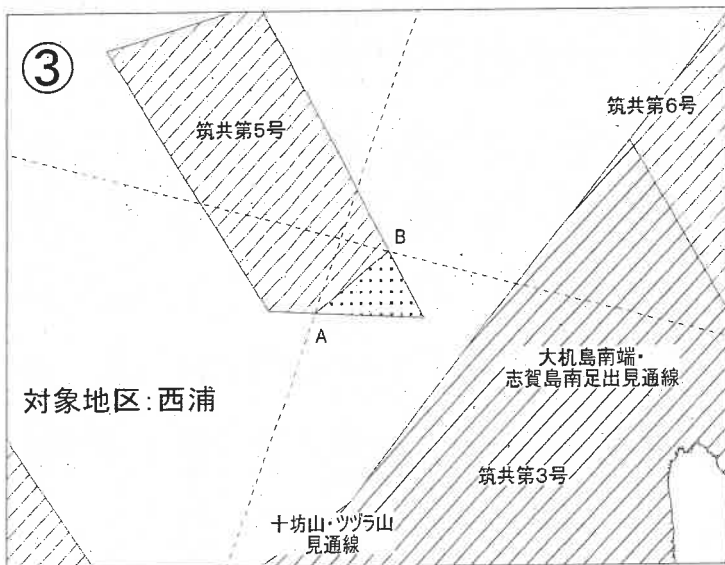 ③
筑共第5号
筑共第6号
B
A
大机島南端・
志賀島南足出見通線
対象地区:西浦
筑共第3号
十坊山・ツヅラ山
見通線